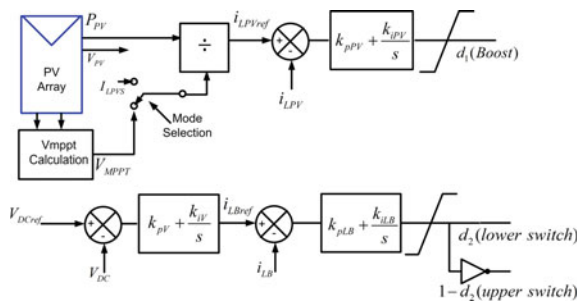 P_PV
V_PV
PV
Array
÷
i_LPVref
+
-
i_LPV
k_pPV + k_iPV/s
d_1(Boost)
I_LPVS
Mode
Selection
Vmppt
Calculation
V_MPPT
V_DCref
+
-
V_DC
k_pV + k_iV/s
i_LBref
+
-
i_LB
k_pLB + k_iLB/s
d_2(lower switch)
1-d_2(upper switch)